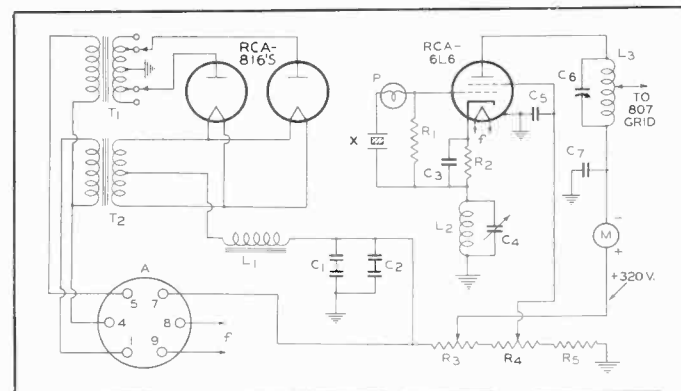 RCA-
816'S
RCA-
6L6
L3
C6
TO
807
GRID
P
C5
X
R1
f
C3
R2
C7
T1
T2
L2
C4
M
-
+
+320 V.
L1
C1
C2
A
5
7
4
8
f
1
9
R3
R4
R5